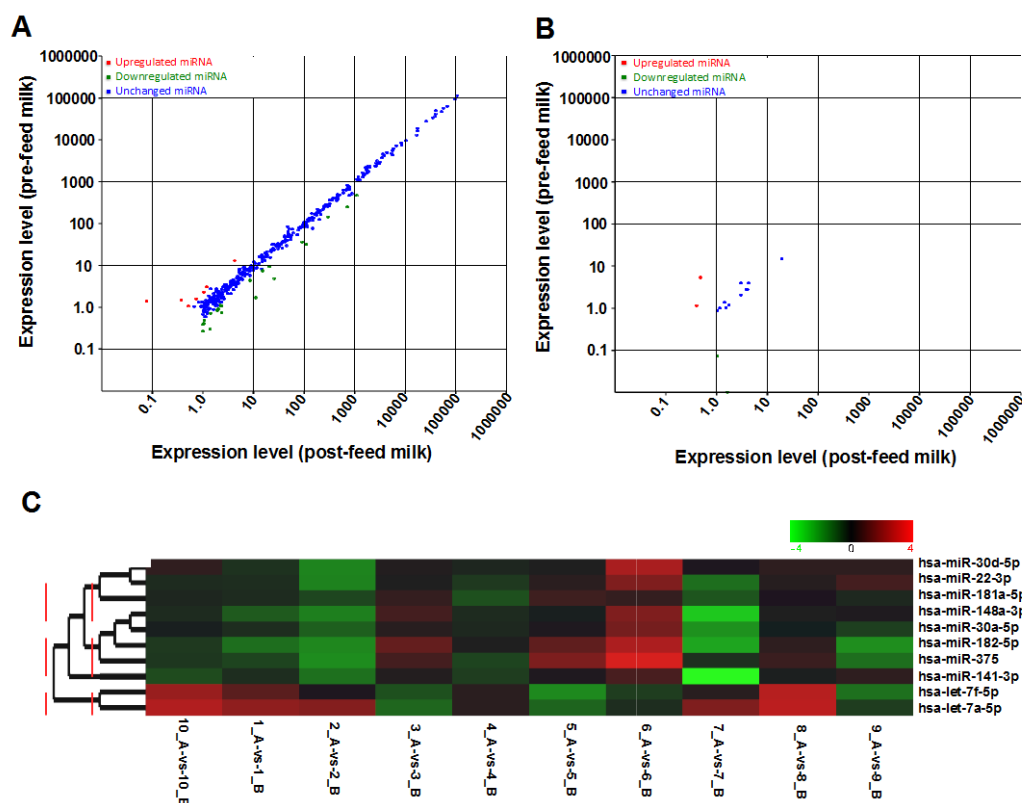 A
Expression level (pre-feed milk)
1000000
100000
10000
1000
100
10
1.0
0.1
Upregulated miRNA
Downregulated miRNA
Unchanged miRNA
0.1
1.0
10
100
1000
10000
100000
1000000
Expression level (post-feed milk)
B
Expression level (pre-feed milk)
1000000
100000
10000
1000
100
10
1.0
0.1
Upregulated miRNA
Downregulated miRNA
Unchanged miRNA
0.1
1.0
10
100
1000
10000
100000
1000000
Expression level (post-feed milk)
C
-4 0 4
hsa-miR-30d-5p
hsa-miR-22-3p
hsa-miR-181a-5p
hsa-miR-148a-3p
hsa-miR-30a-5p
hsa-miR-182-5p
hsa-miR-375
hsa-miR-141-3p
hsa-let-7f-5p
hsa-let-7a-5p
10_A-vs-10_B
1_A-vs-1_B
2_A-vs-2_B
3_A-vs-3_B
4_A-vs-4_B
5_A-vs-5_B
6_A-vs-6_B
7_A-vs-7_B
8_A-vs-8_B
9_A-vs-9_B